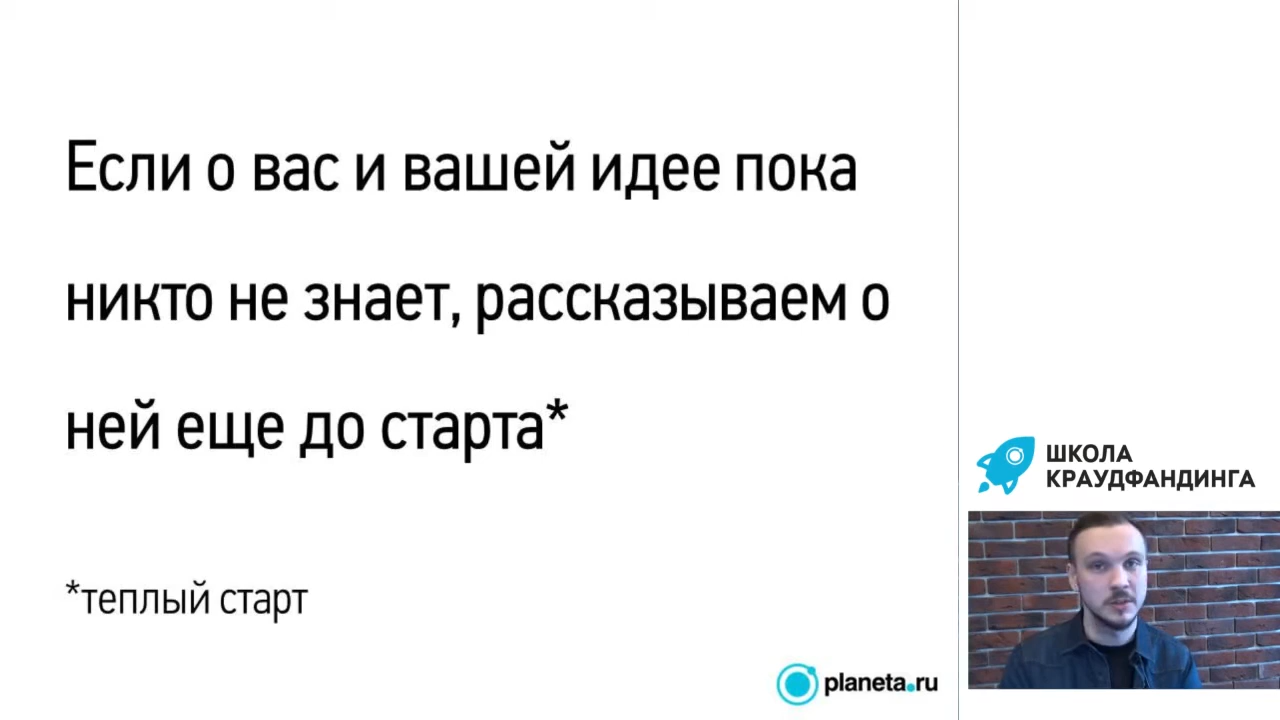 Если о вас и вашей идее пока
никто не знает, рассказываем о
ней еще до старта*
*теплый старт
planeta.ru
ШКОЛА
КРАУДФАНДИНГА